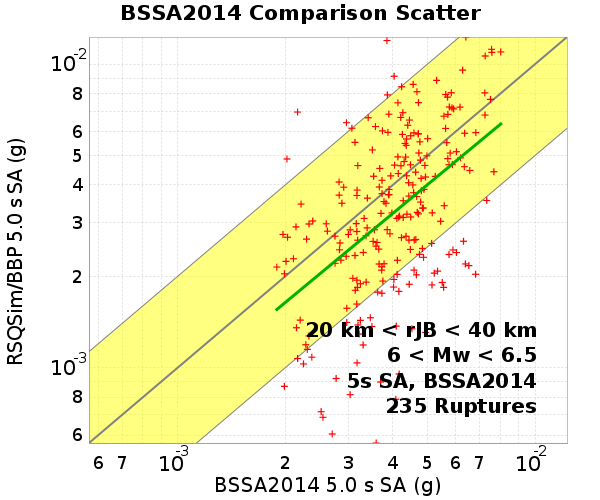 BSSA2014 Comparison Scatter
RSQSim/BBP 5.0 s SA (g)
10^-2
8
6
5
4
3
2
10^-3
8
6
20 km < rJB < 40 km
6 < Mw < 6.5
5s SA, BSSA2014
235 Ruptures
6 7 10^-3 2 3 4 5 6 7 10^-2
BSSA2014 5.0 s SA (g)